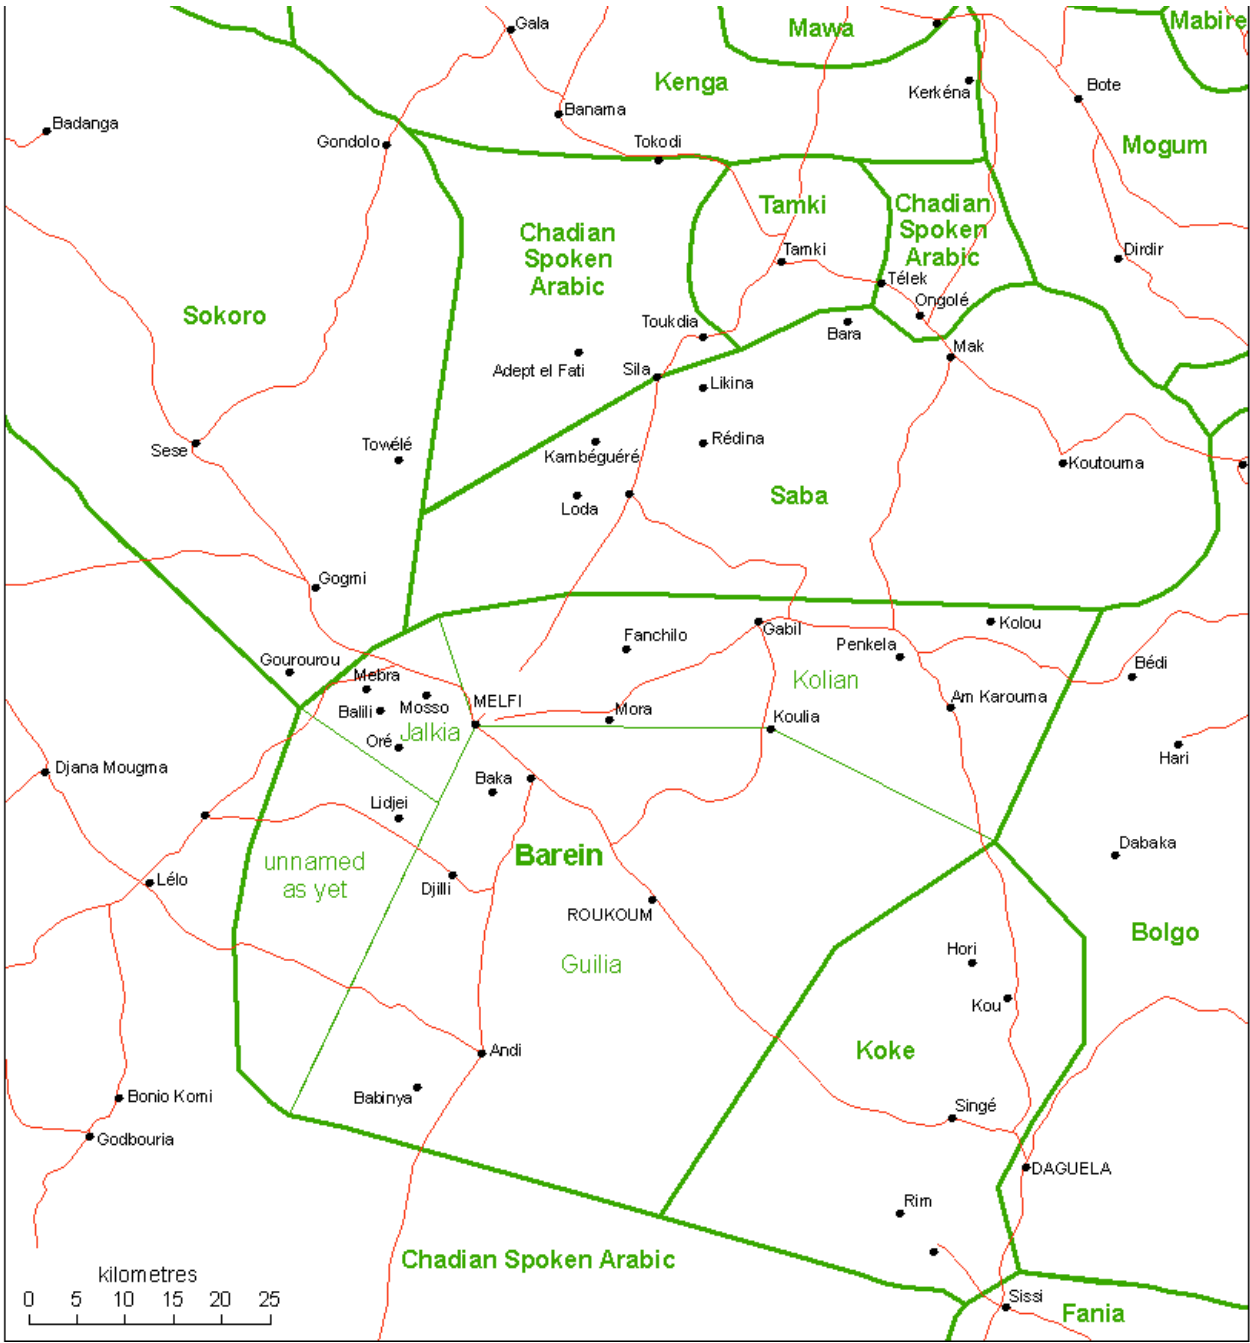 Gala
Mawa
Mabire
Kenga
Kerkéna
Bote
Banama
Badanga
Gondolo
Tokodi
Mogum
Tamki
Chadian
Spoken
Arabic
Chadian
Spoken
Arabic
Tamki
Dirdir
Télek
Sokoro
Ongolé
Toukdia
Bara
Mak
Adept el Fati
Sila
Likina
Sese
Towélé
Kambéguéré
Rédina
Koutouma
Loda
Saba
Gogmi
Fanchilo
Gabil
Kolou
Penkela
Gourourou
Mebra
Kolian
Bédi
Balili
Mosso
MELFI
Mora
Am Karouma
Jalkia
Koulia
Oré
Hari
Djana Mougma
Baka
Lidjei
unnamed
as yet
Barein
Dabaka
Lélo
Djilli
ROUKOUM
Bolgo
Hori
Guilia
Kou
Andi
Koke
Bonio Komi
Babinya
Singé
Godbouria
DAGUELA
Rim
Chadian Spoken Arabic
kilometres
0 5 10 15 20 25
Sissi
Fania